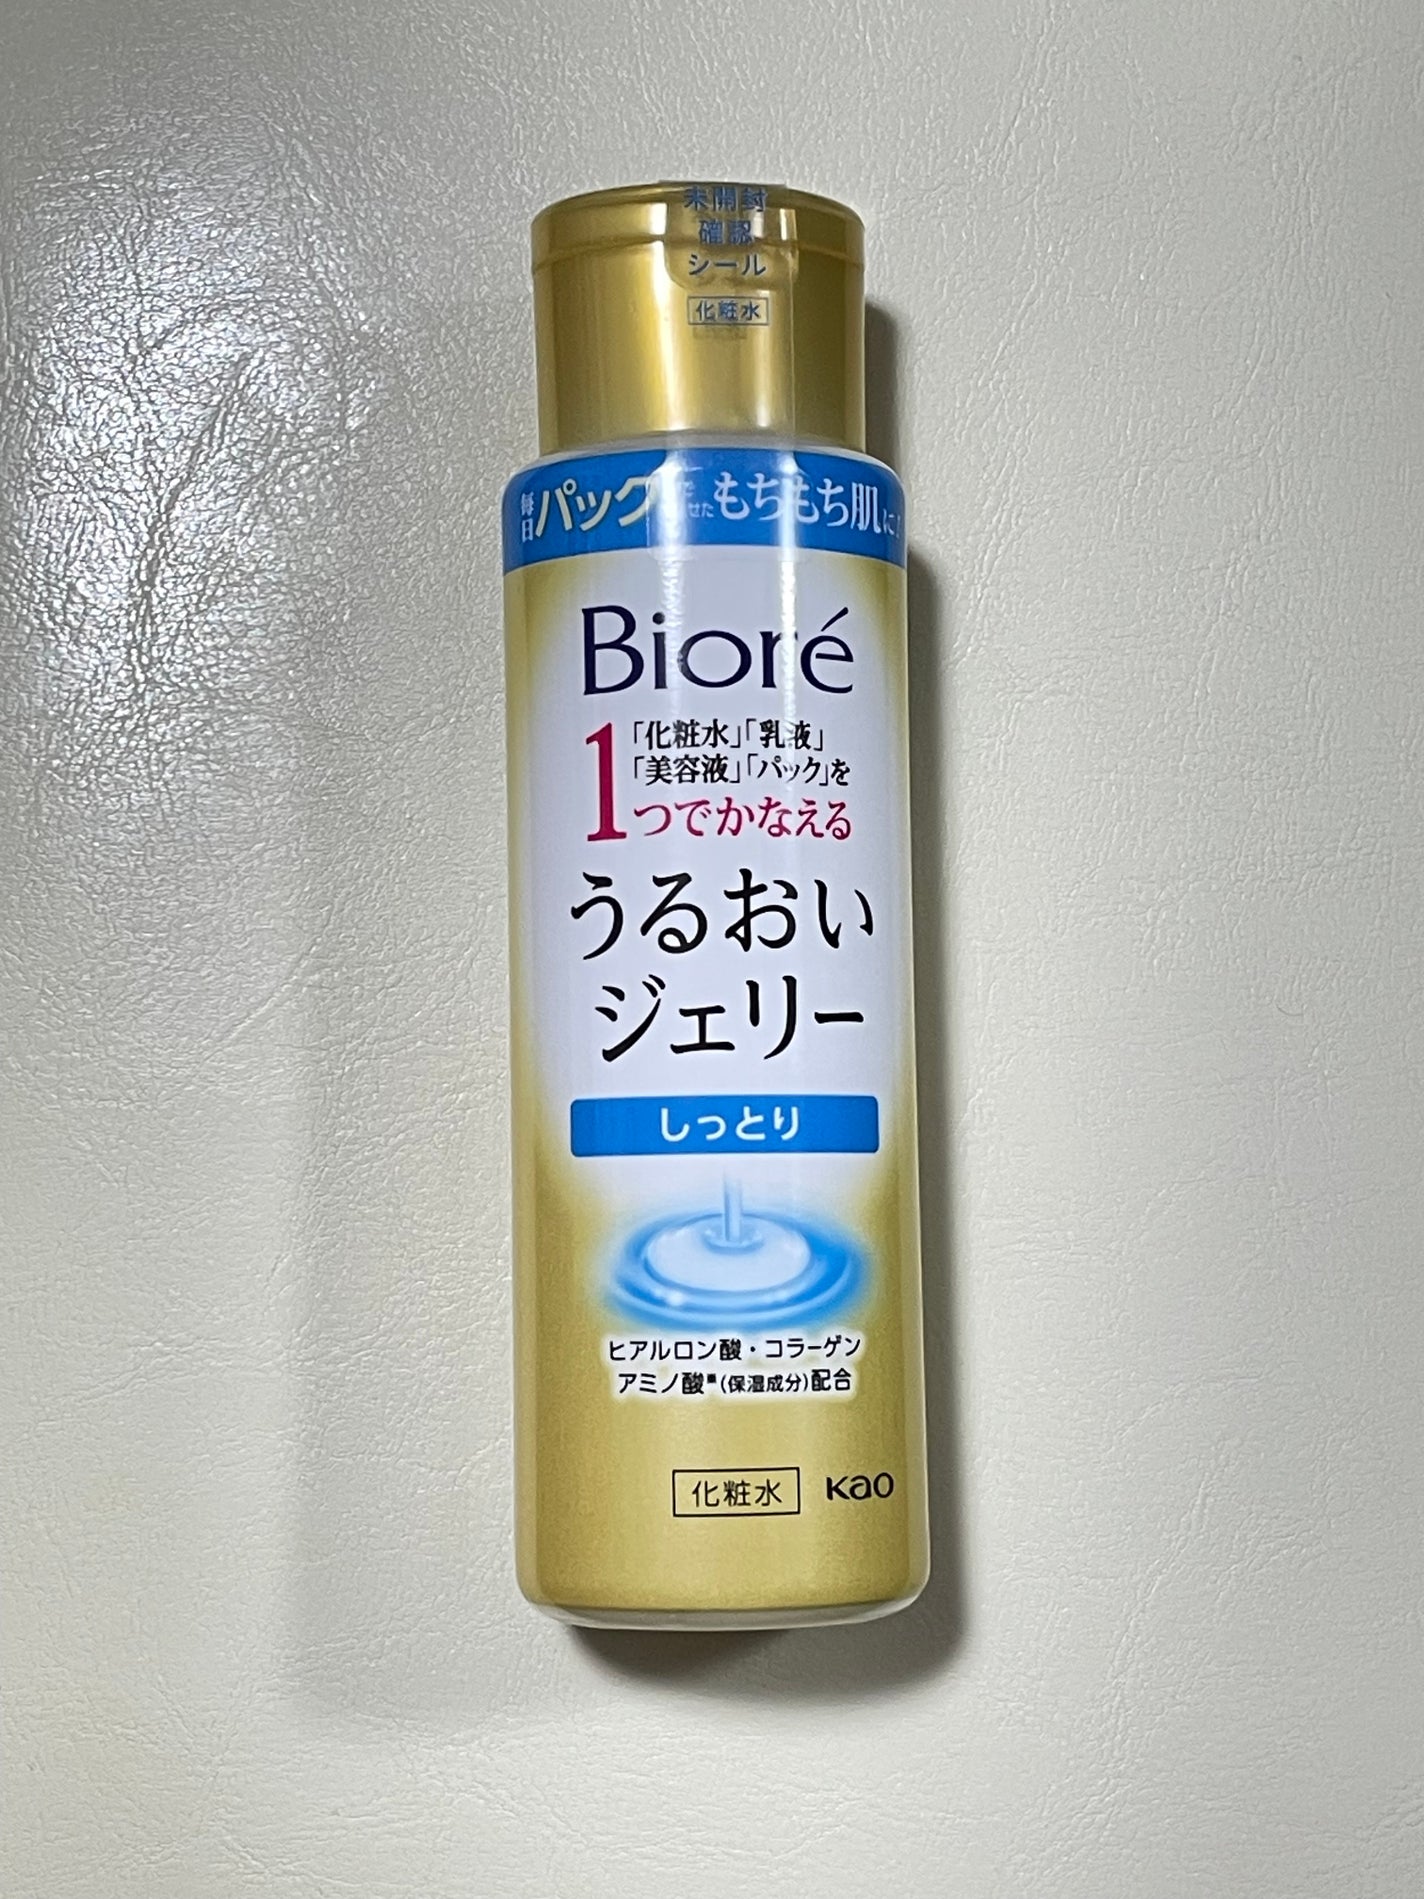 未開封
確認
シール
化粧水
毎日パック させたもちもち肌に
Bioré
「化粧水」「乳液」
「美容液」「パック」を
1つでかなえる
うるおい
ジェリー
しっとり
ヒアルロン酸・コラーゲン
アミノ酸※(保湿成分)配合
化粧水 Kao